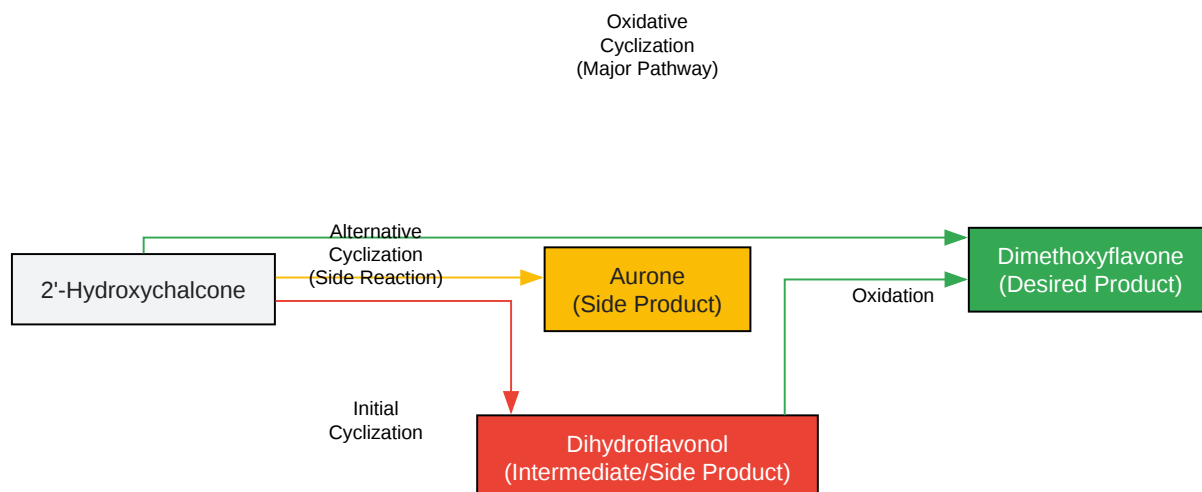 Oxidative
Cyclization
(Major Pathway)
Alternative
Cyclization
(Side Reaction)
2'-Hydroxychalcone
Aurone
(Side Product)
Dimethoxyflavone
(Desired Product)
Oxidation
Initial
Cyclization
Dihydroflavonol
(Intermediate/Side Product)